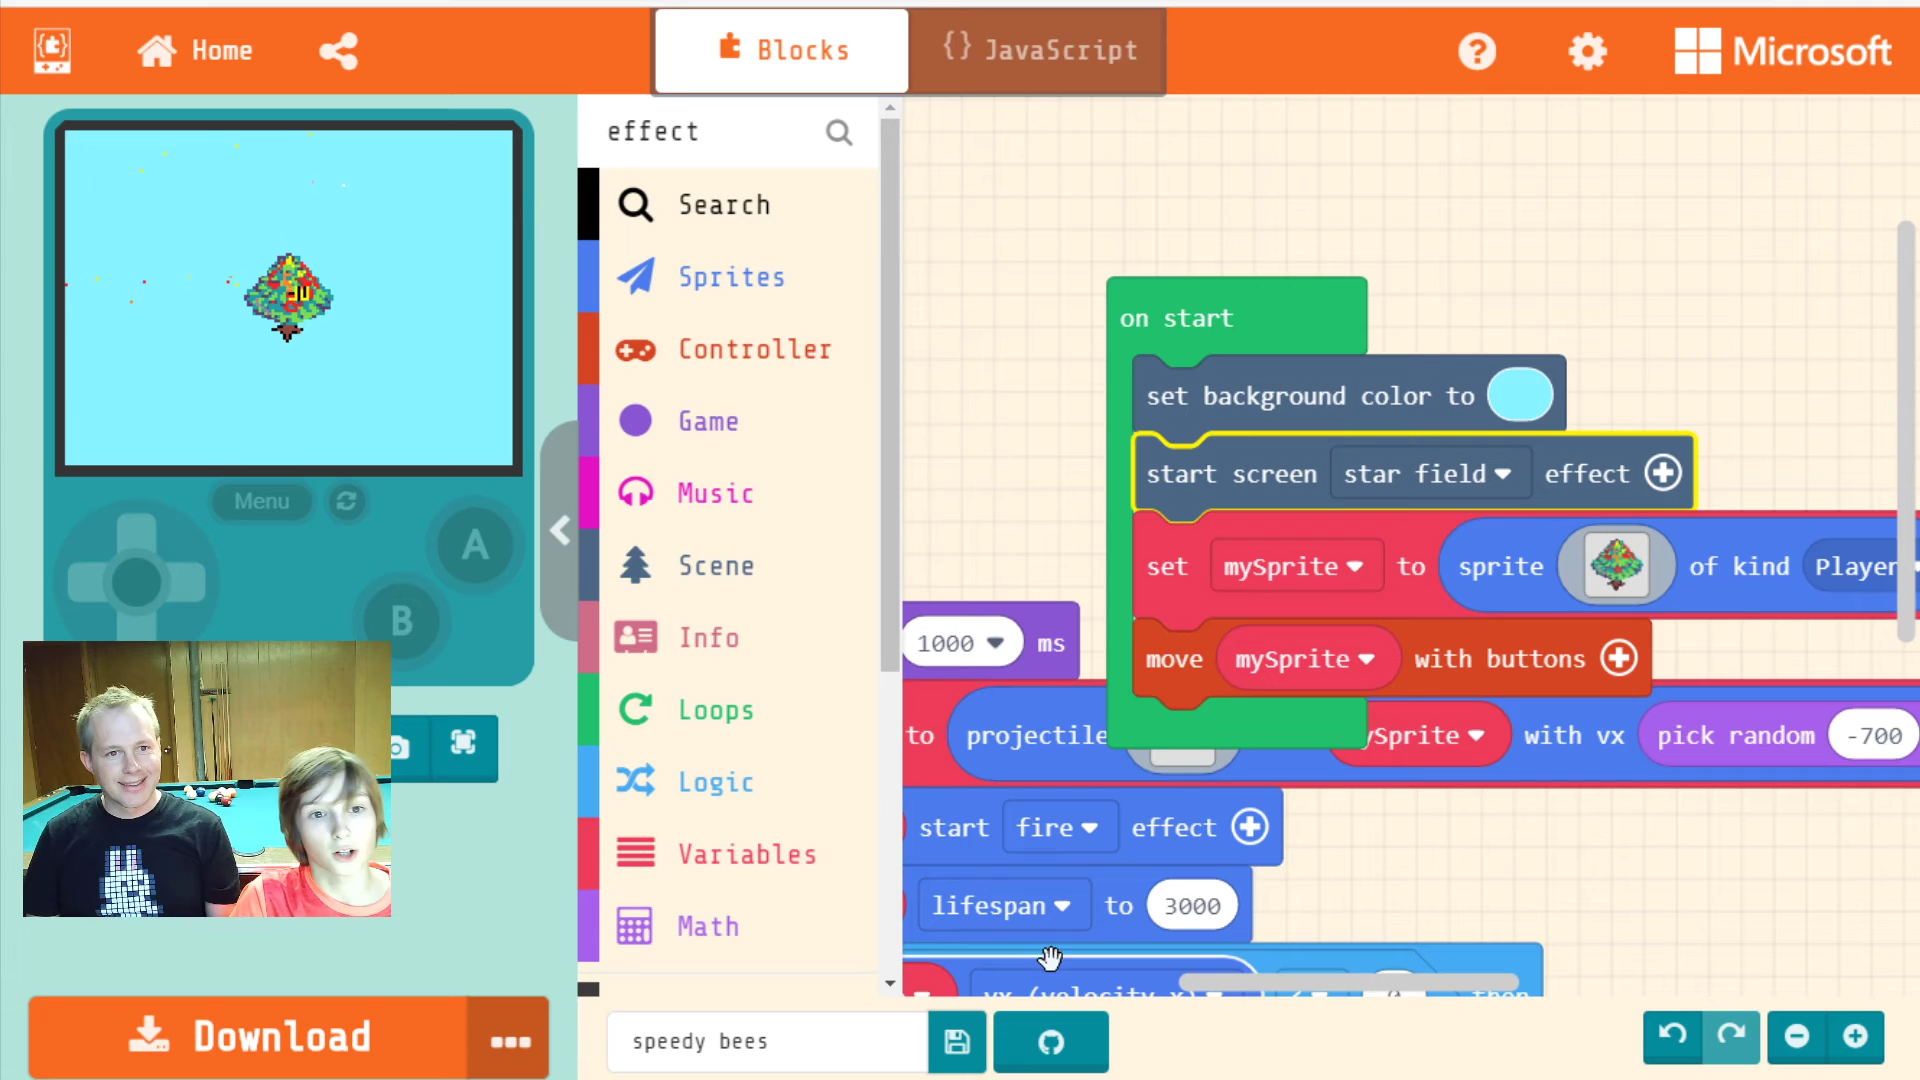 Home
Blocks
{} JavaScript
Microsoft
effect
Search
Sprites
Controller
Game
Music
Scene
Info
Loops
Logic
Variables
Math
Menu
A
B
on start
set background color to
start screen star field effect
set mySprite to sprite of kind Player
move mySprite with buttons
1000 ms
to projectile ySprite with vx pick random -700
start fire effect
lifespan to 3000
vx (velocity x) then
Download
speedy bees